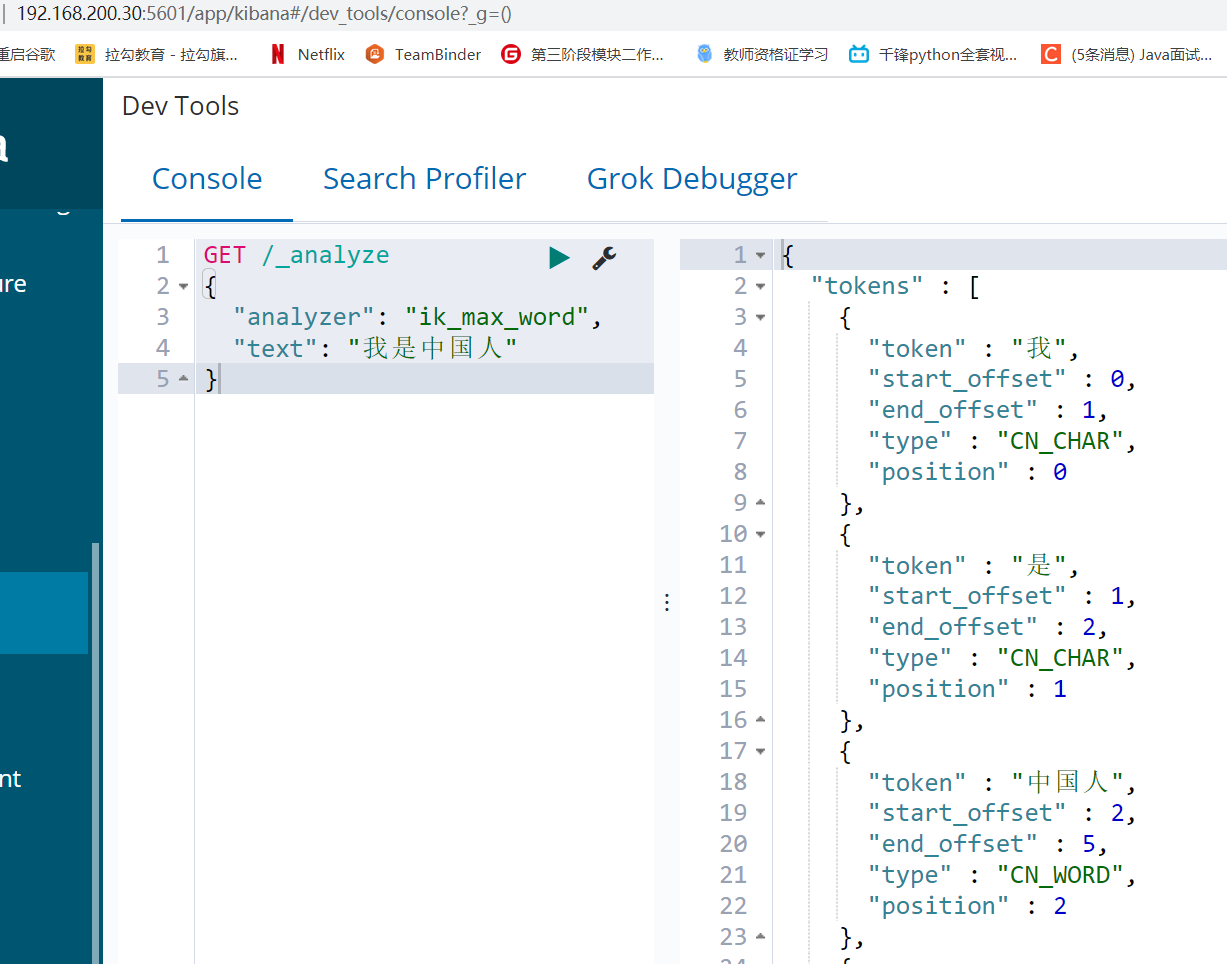 192.168.200.30:5601/app/kibana#/dev_tools/console?_g=()
重启谷歌 拉勾教育 - 拉勾旗... Netflix TeamBinder 第三阶段模块二作... 教师资格证学习 千锋python全套视... (5条消息) Java面试...
Dev Tools
Console Search Profiler Grok Debugger
ure
nt
1 GET /_analyze
2 {
3 "analyzer": "ik_max_word",
4 "text": "我是中国人"
5 }
1 {
2 "tokens" : [
3 {
4 "token" : "我",
5 "start_offset" : 0,
6 "end_offset" : 1,
7 "type" : "CN_CHAR",
8 "position" : 0
9 },
10 {
11 "token" : "是",
12 "start_offset" : 1,
13 "end_offset" : 2,
14 "type" : "CN_CHAR",
15 "position" : 1
16 },
17 {
18 "token" : "中国人",
19 "start_offset" : 2,
20 "end_offset" : 5,
21 "type" : "CN_WORD",
22 "position" : 2
23 },